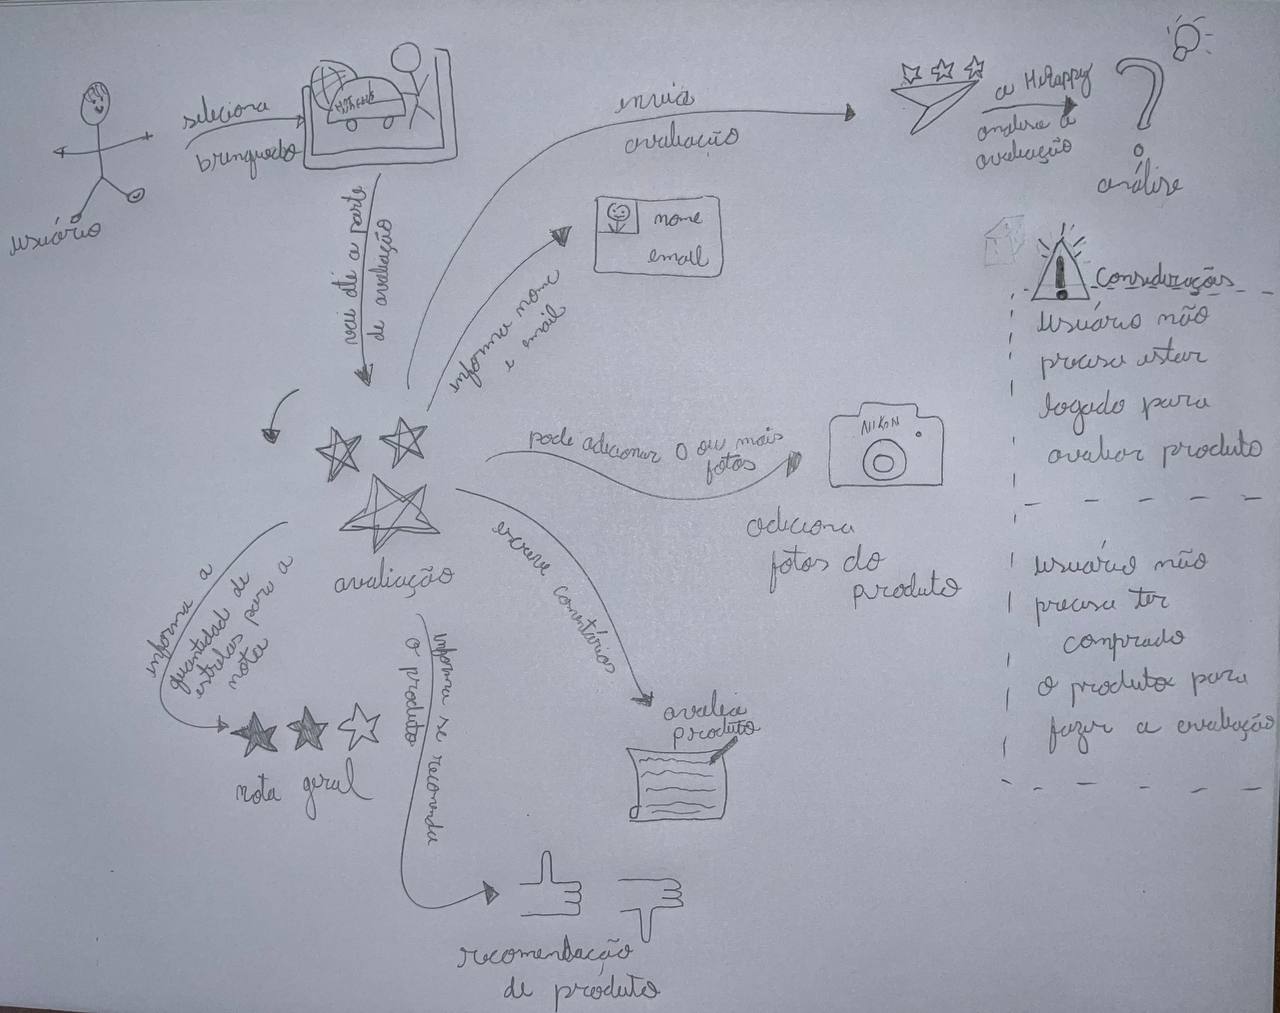 usuário
seleciona
brinquedo
vai até a parte
de avaliação
envia
avaliação
a HiHappy
analisa a
avaliação
análise
informa nome
e email
nome
email
pode adicionar 0 ou mais
fotos
NIKON
adiciona
fotos do
produto
avaliação
escreve comentários
avalia
produto
informa a
quantidade de
estrelas para a
nota
nota geral
informa se recomenda
o produto
recomendação
de produto
Considerações
usuário não
precisa estar
logado para
avaliar produto
usuário não
precisa ter
comprado
o produto para
fazer a avaliação